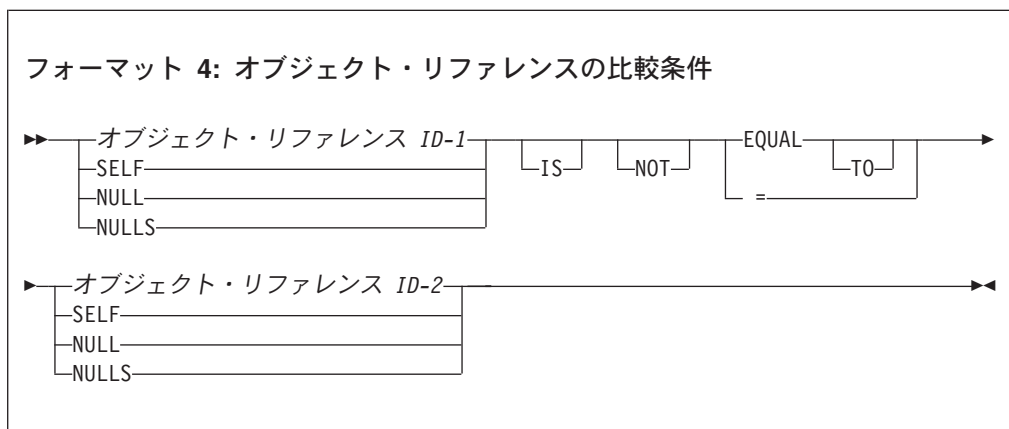 フォーマット 4: オブジェクト・リファレンスの比較条件
オブジェクト・リファレンス ID-1 IS NOT EQUAL TO
SELF =
NULL
NULLS
オブジェクト・リファレンス ID-2
SELF
NULL
NULLS